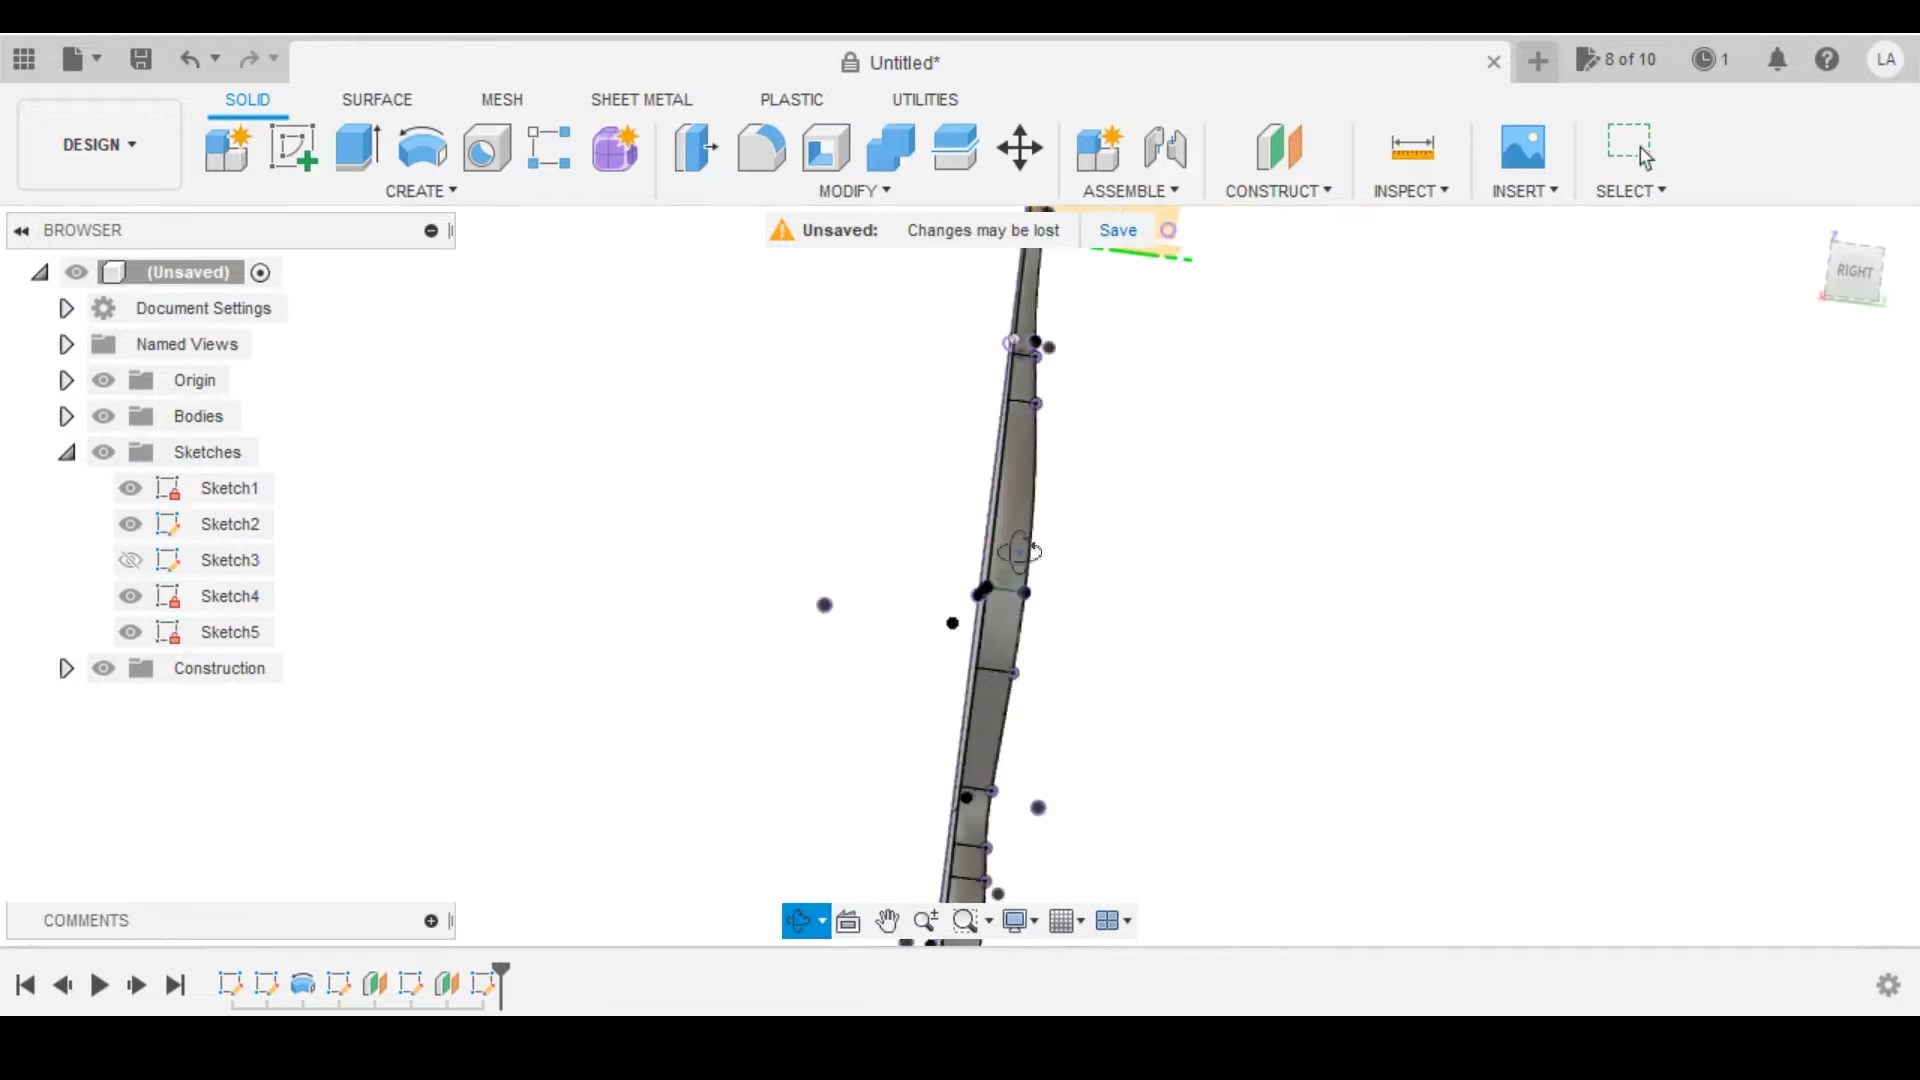 Untitled*
8 of 10
1
LA
DESIGN
SOLID
SURFACE
MESH
SHEET METAL
PLASTIC
UTILITIES
CREATE
MODIFY
ASSEMBLE
CONSTRUCT
INSPECT
INSERT
SELECT
BROWSER
Unsaved: Changes may be lost Save
RIGHT
Z
X
(Unsaved)
Document Settings
Named Views
Origin
Bodies
Sketches
Sketch1
Sketch2
Sketch3
Sketch4
Sketch5
Construction
COMMENTS